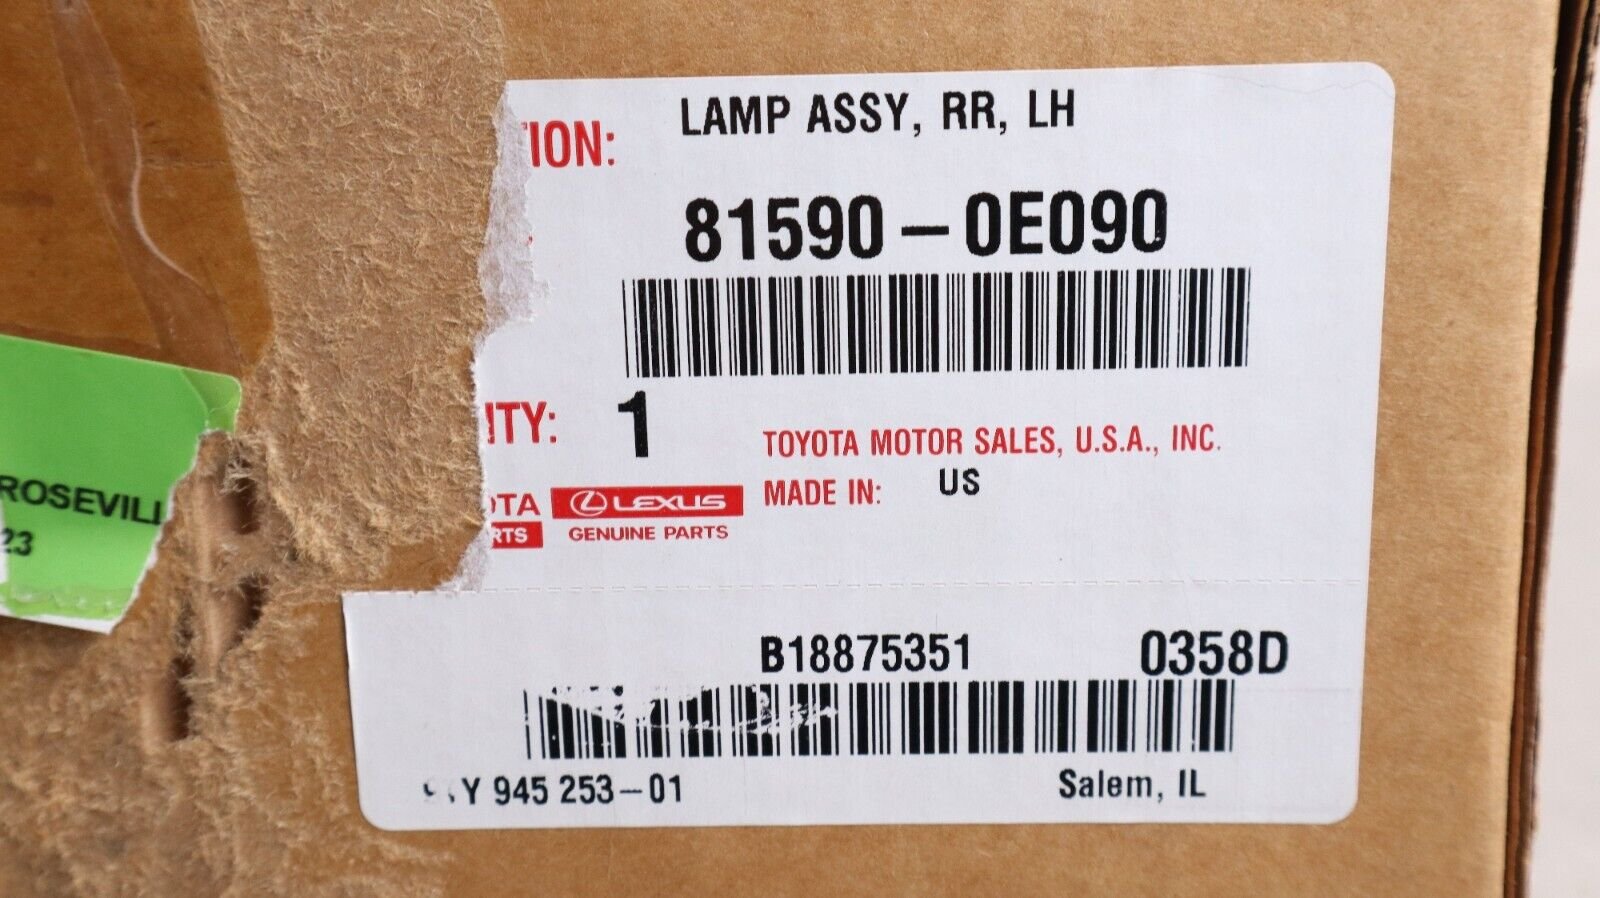 LAMP ASSY, RR, LH
TION:
81590-0E090
ITY: 1
TOYOTA MOTOR SALES, U.S.A., INC.
MADE IN: US
OTA LEXUS
RTS GENUINE PARTS
ROSEVILL
23
B18875351 0358D
Y 945 253-01 Salem, IL